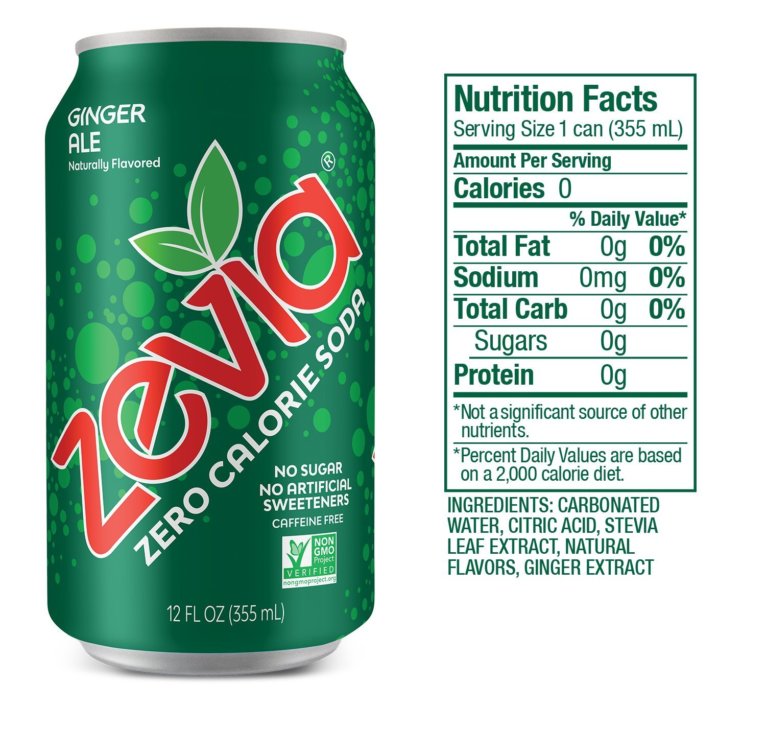 GINGER
ALE
Naturally Flavored
zevia®
ZERO CALORIE SODA
NO SUGAR
NO ARTIFICIAL
SWEETENERS
CAFFEINE FREE
NON
GMO
Project
VERIFIED
nongmoproject.org
12 FL OZ (355 mL)
Nutrition Facts
Serving Size 1 can (355 mL)
Amount Per Serving
Calories 0
% Daily Value*
Total Fat 0g 0%
Sodium 0mg 0%
Total Carb 0g 0%
Sugars 0g
Protein 0g
*Not a significant source of other
nutrients.
*Percent Daily Values are based
on a 2,000 calorie diet.
INGREDIENTS: CARBONATED
WATER, CITRIC ACID, STEVIA
LEAF EXTRACT, NATURAL
FLAVORS, GINGER EXTRACT